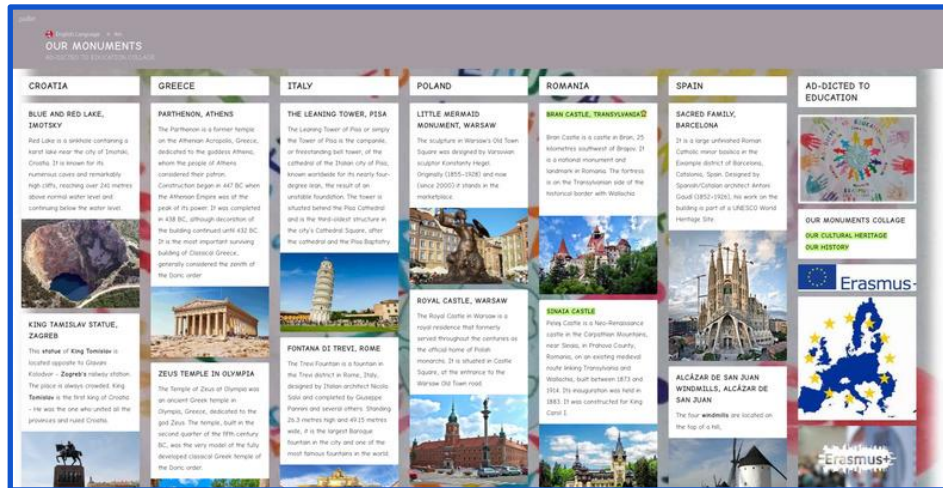 padlet
English Language
OUR MONUMENTS
AD-DICTED TO EDUCATION COLLAGE
CROATIA
BLUE AND RED LAKE,
IMOTSKY
Red Lake is a sinkhole containing a
karst lake near the city of Imotski,
Croatia. It is known for its
numerous caves and remarkably
high cliffs, reaching over 241 metres
above normal water level and
continuing below the water level.
KING TAMISLAV STATUE,
ZAGREB
This statue of King Tomislav is
located opposite to Glavani
Kolodvor - Zagreb's railway station.
The place is always crowded. King
Tomislav is the first king of Croatia
- He was the one who united all the
provinces and ruled Croatia.
GREECE
PARTHENON, ATHENS
The Parthenon is a former temple
on the Athenian Acropolis, Greece,
dedicated to the goddess Athena,
whom the people of Athens
considered their patron.
Construction began in 447 BC when
the Athenian Empire was at the
peak of its power. It was completed
in 438 BC, although decoration of
the building continued until 432 BC.
It is the most important surviving
building of Classical Greece,
generally considered the zenith of
the Doric order
ZEUS TEMPLE IN OLYMPIA
The Temple of Zeus at Olympia was
an ancient Greek temple in
Olympia, Greece, dedicated to the
god Zeus. The temple, built in the
second quarter of the fifth century
BC, was the very model of the fully
developed classical Greek temple of
the Doric order.
ITALY
THE LEANING TOWER, PISA
The Leaning Tower of Pisa or simply
the Tower of Pisa is the campanile,
or freestanding bell tower, of the
cathedral of the Italian city of Pisa,
known worldwide for its nearly four-
degree lean, the result of an
unstable foundation. The tower is
situated behind the Pisa Cathedral
and is the third-oldest structure in
the city's Cathedral Square, after
the cathedral and the Pisa Baptistry.
FONTANA DI TREVI, ROME
The Trevi Fountain is a fountain in
the Trevi district in Rome, Italy,
designed by Italian architect Nicola
Salvi and completed by Giuseppe
Pannini and several others. Standing
26.3 metres high and 49.15 metres
wide, it is the largest Baroque
fountain in the city and one of the
most famous fountains in the world.
POLAND
LITTLE MERMAID
MONUMENT, WARSAW
The sculpture in Warsaw's Old Town
Square was designed by Varsovian
sculptor Konstanty Hegel.
Originally (1855-1928) and now
(since 2000) it stands in the
marketplace.
ROYAL CASTLE, WARSAW
The Royal Castle in Warsaw is a
royal residence that formerly
served throughout the centuries as
the official home of Polish
monarchs. It is situated in Castle
Square, at the entrance to the
Warsaw Old Town road
ROMANIA
BRAN CASTLE, TRANSYLVANIA
Bran Castle is a castle in Bran, 25
kilometres southwest of Brașov. It
is a national monument and
landmark in Romania. The fortress
is on the Transylvanian side of the
historical border with Wallachia.
SINAIA CASTLE
Peleș Castle is a Neo-Renaissance
castle in the Carpathian Mountains,
near Sinaia, in Prahova County,
Romania, on an existing medieval
route linking Transylvania and
Wallachia, built between 1873 and
1914. Its inauguration was held in
1883. It was constructed for King
Carol I.
SPAIN
SACRED FAMILY,
BARCELONA
It is a large unfinished Roman
Catholic minor basilica in the
Eixample district of Barcelona,
Catalonia, Spain. Designed by
Spanish/Catalan architect Antoni
Gaudí (1852-1926), his work on the
building is part of a UNESCO World
Heritage Site.
ALCÁZAR DE SAN JUAN
WINDMILLS, ALCÁZAR DE
SAN JUAN
The four windmills are located on
the top of a hill,
AD-DICTED TO
EDUCATION
OUR MONUMENTS COLLAGE
OUR CULTURAL HERITAGE
OUR HISTORY
Erasmus+
Erasmus+